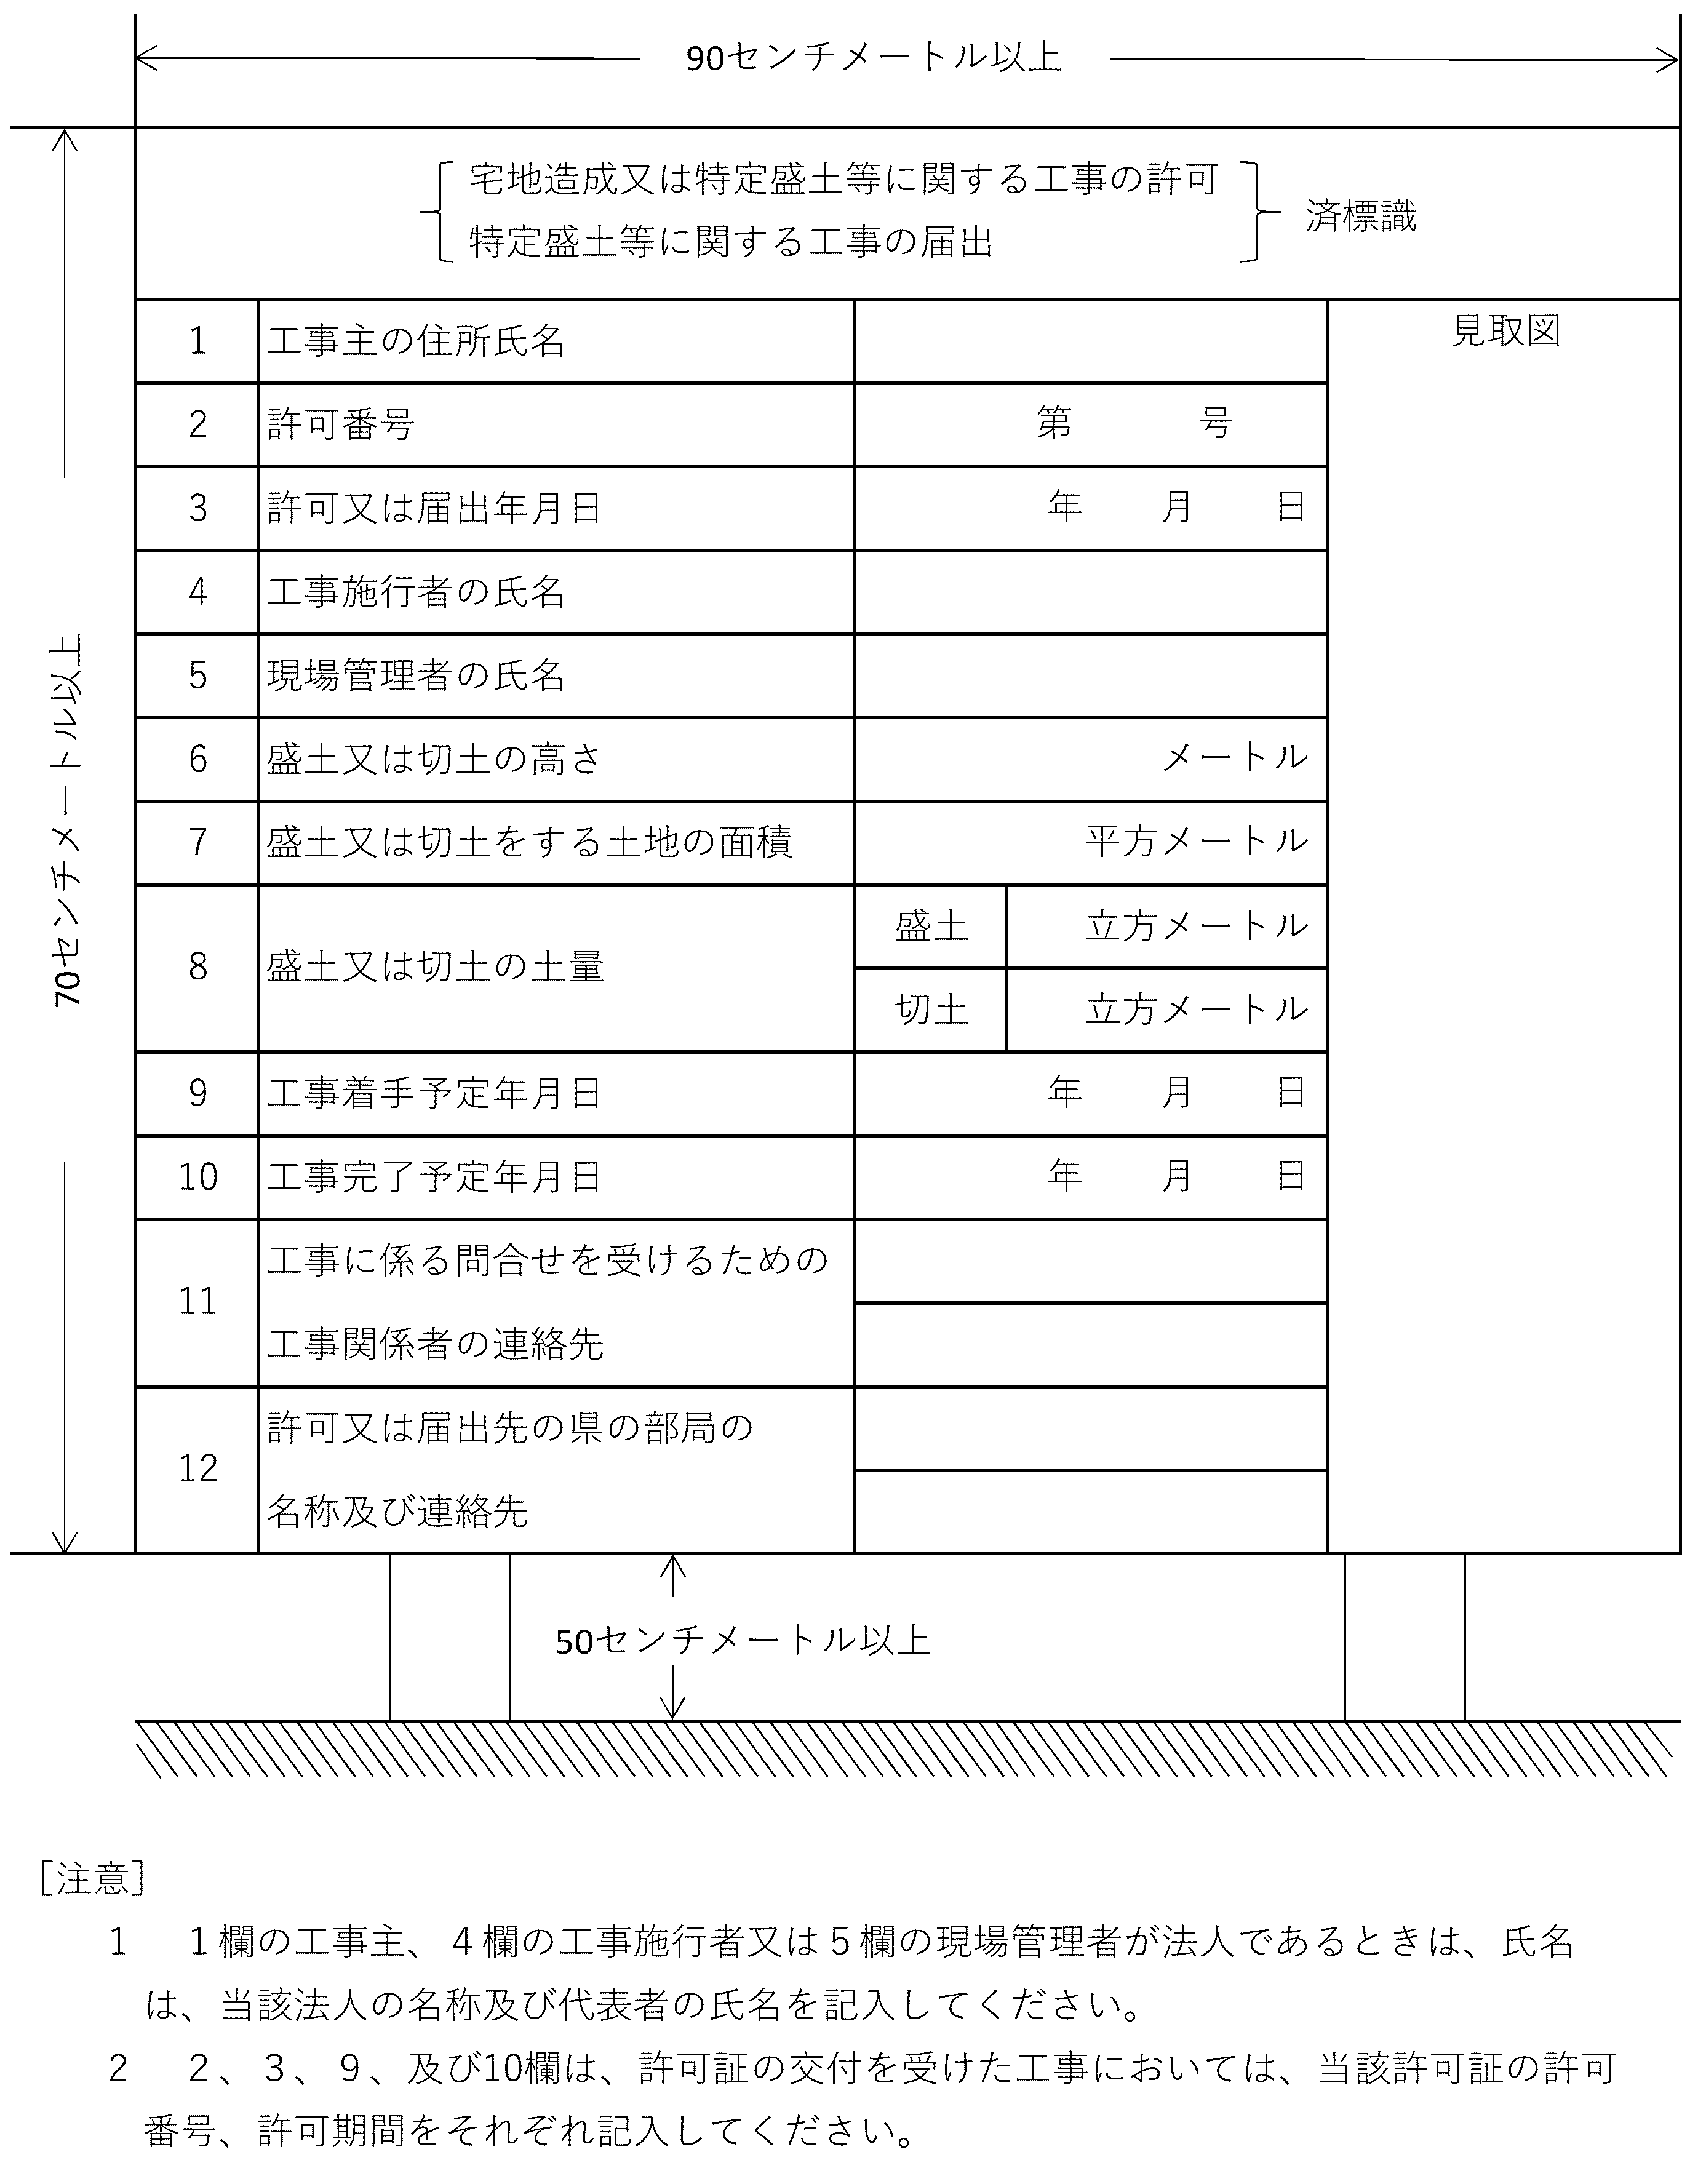 90センチメートル以上
宅地造成又は特定盛土等に関する工事の許可
特定盛土等に関する工事の届出
済標識
70センチメートル以上
1 工事主の住所氏名
見取図
2 許可番号 第 号
3 許可又は届出年月日 年 月 日
4 工事施行者の氏名
5 現場管理者の氏名
6 盛土又は切土の高さ メートル
7 盛土又は切土をする土地の面積 平方メートル
8 盛土又は切土の土量
盛土 立方メートル
切土 立方メートル
9 工事着手予定年月日 年 月 日
10 工事完了予定年月日 年 月 日
11 工事に係る問合せを受けるための
工事関係者の連絡先
12 許可又は届出先の県の部局の
名称及び連絡先
50センチメートル以上
［注意］
1　1欄の工事主、4欄の工事施行者又は5欄の現場管理者が法人であるときは、氏名
は、当該法人の名称及び代表者の氏名を記入してください。
2　2、3、9、及び10欄は、許可証の交付を受けた工事においては、当該許可証の許可
番号、許可期間をそれぞれ記入してください。